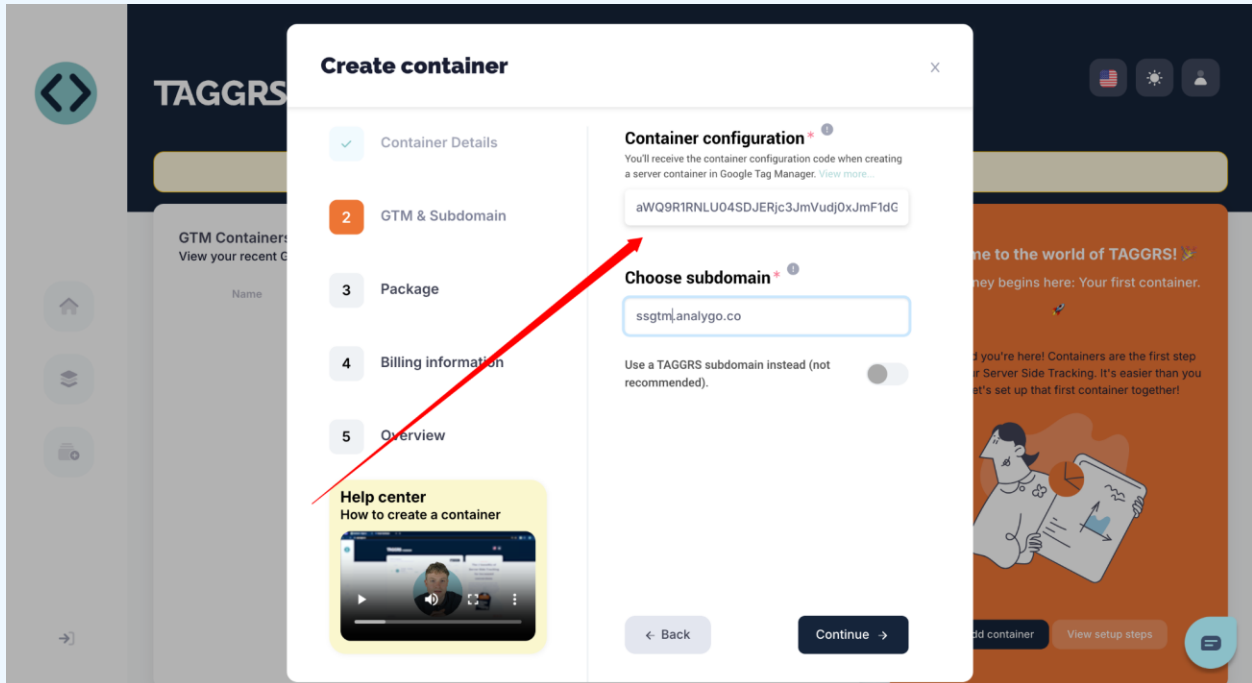 TAGGRS
Create container
x
Container Details
2
GTM & Subdomain
3
Package
4
Billing information
5
Overview
Help center
How to create a container
Container configuration *
You'll receive the container configuration code when creating
a server container in Google Tag Manager. View more...
aWQ9R1RNLU04SDJERjc3JmVudj0xJmF1dG
Choose subdomain *
ssgtm.analygo.co
Use a TAGGRS subdomain instead (not
recommended).
← Back
Continue →
GTM Containers
View your recent G
Name
me to the world of TAGGRS! 🎉
ney begins here: Your first container.
🚀
d you're here! Containers are the first step
r Server Side Tracking. It's easier than you
et's set up that first container together!
dd container
View setup steps